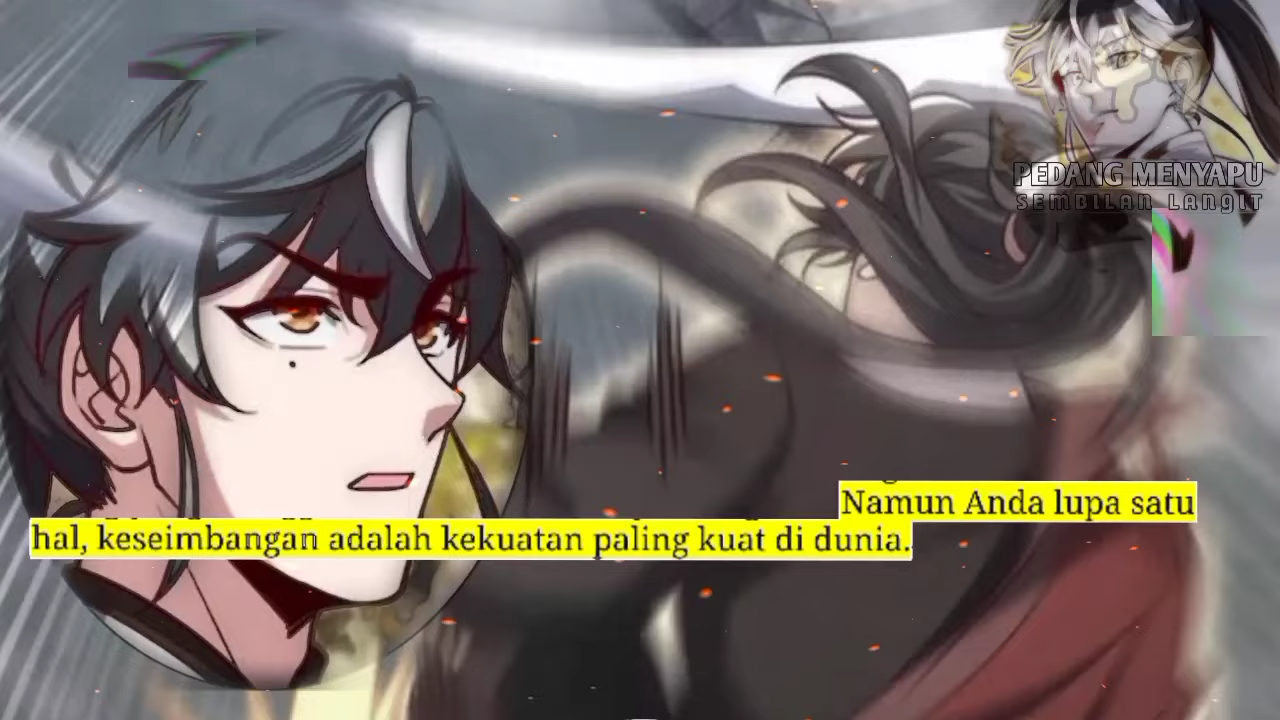 PEDANG MENYAPU
SEMBILAN LANGIT
Namun Anda lupa satu
hal, keseimbangan adalah kekuatan paling kuat di dunia.